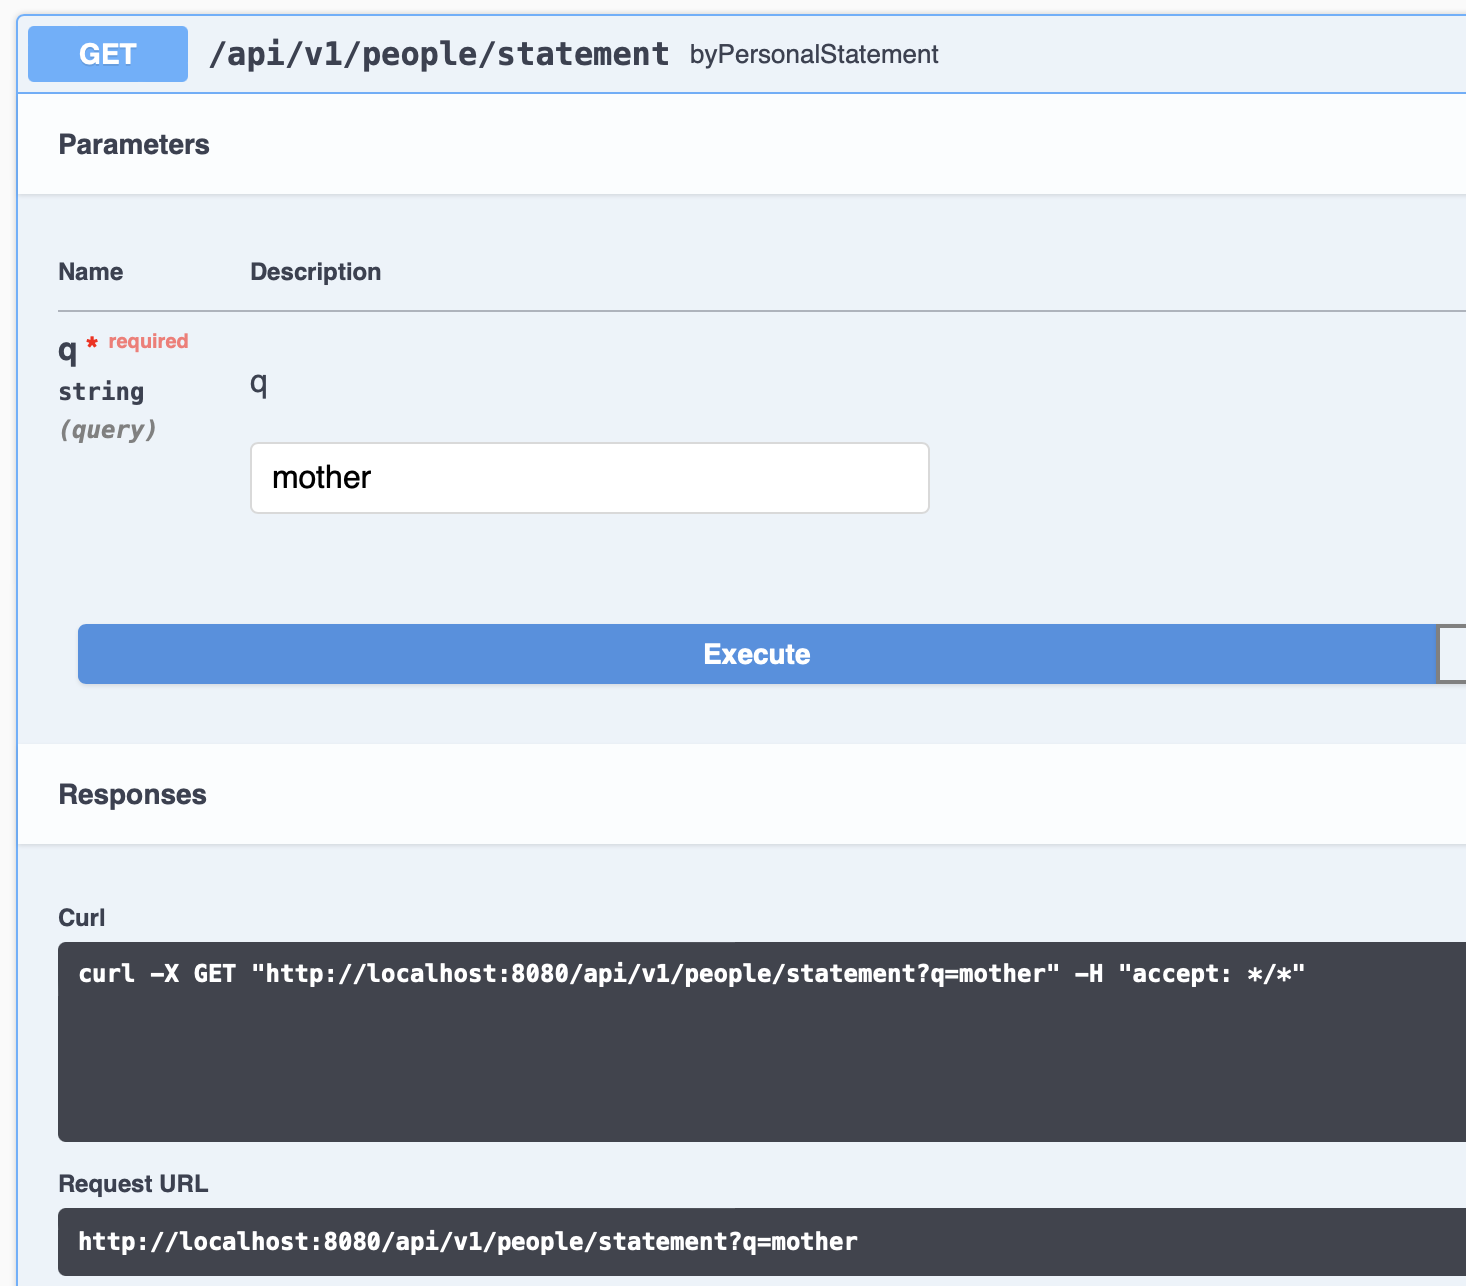 GET /api/v1/people/statement byPersonalStatement
Parameters
Name Description
q * required
string
(query)
q
mother
Execute
Responses
Curl
curl -X GET "http://localhost:8080/api/v1/people/statement?q=mother" -H "accept: */*"
Request URL
http://localhost:8080/api/v1/people/statement?q=mother